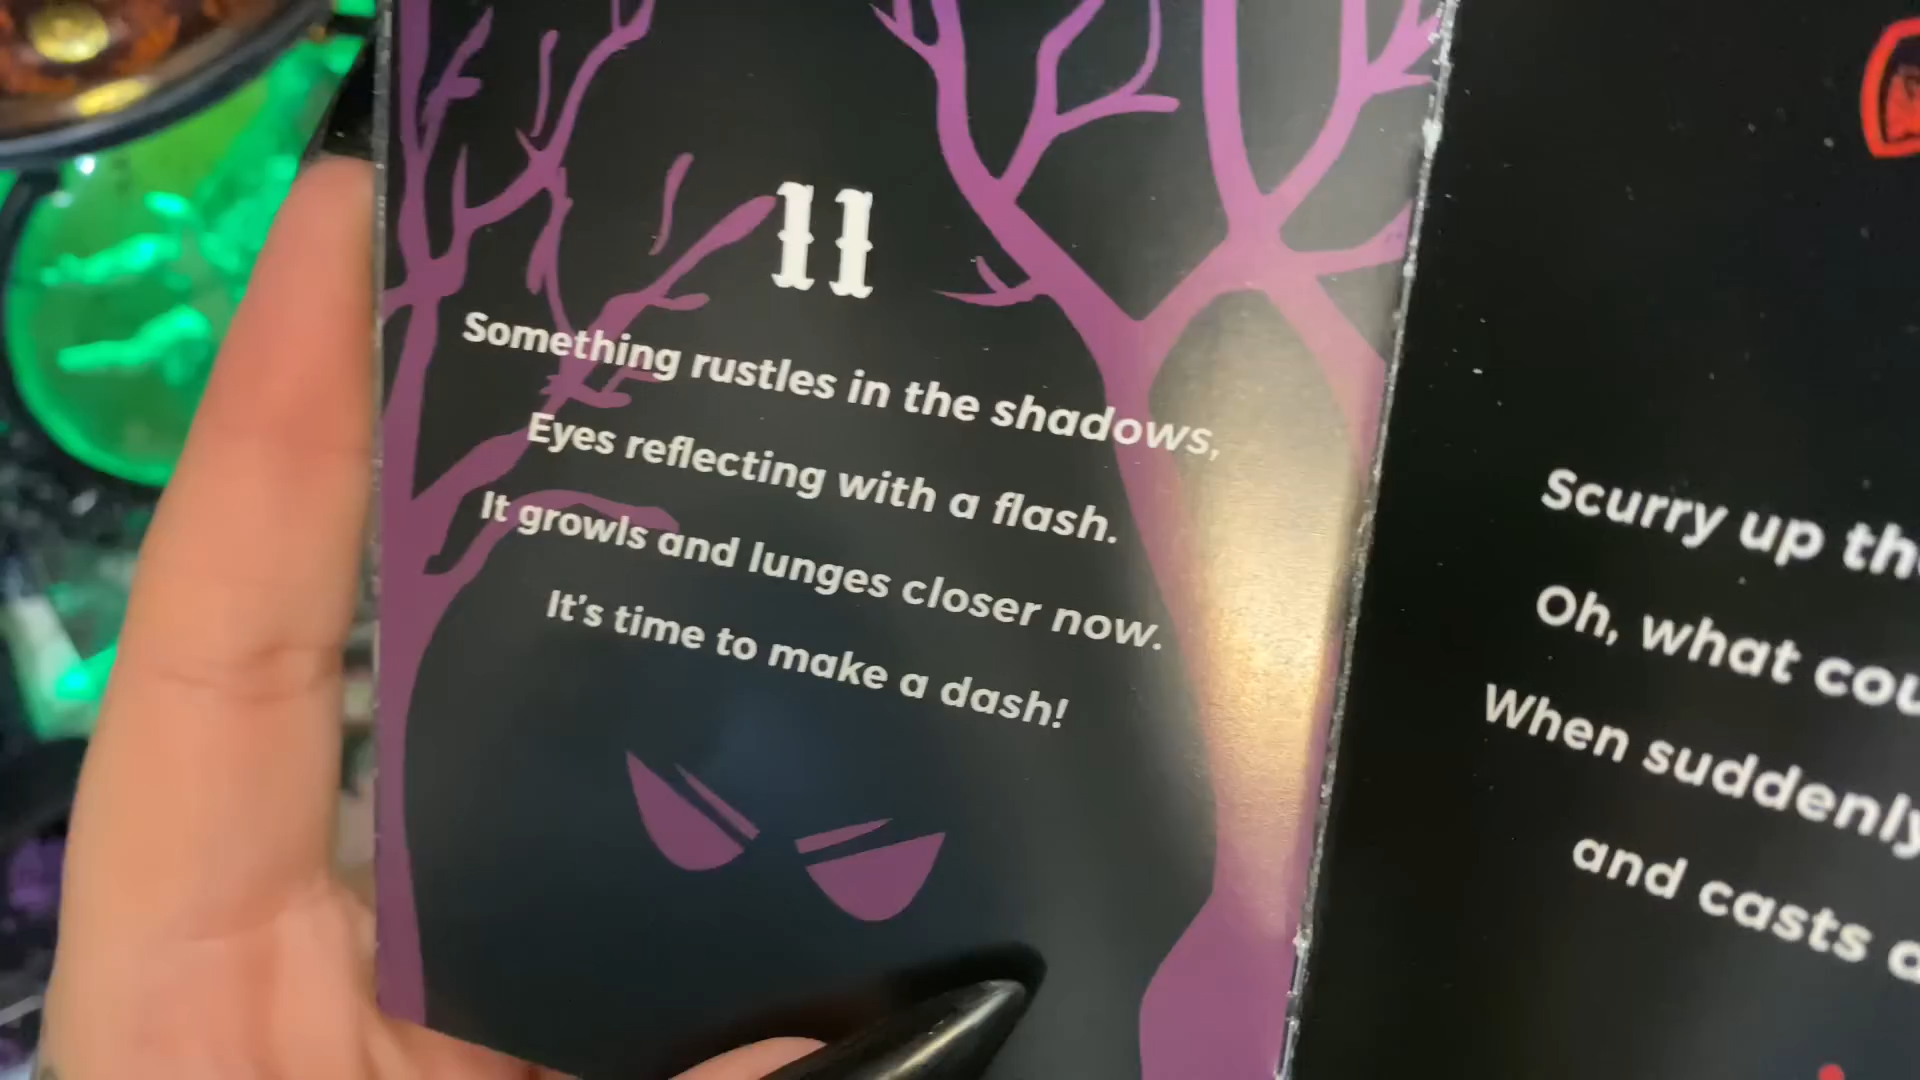 11
Something rustles in the shadows,
Eyes reflecting with a flash.
It growls and lunges closer now.
It's time to make a dash!
Scurry up
Oh, what
When suddenly
and casts